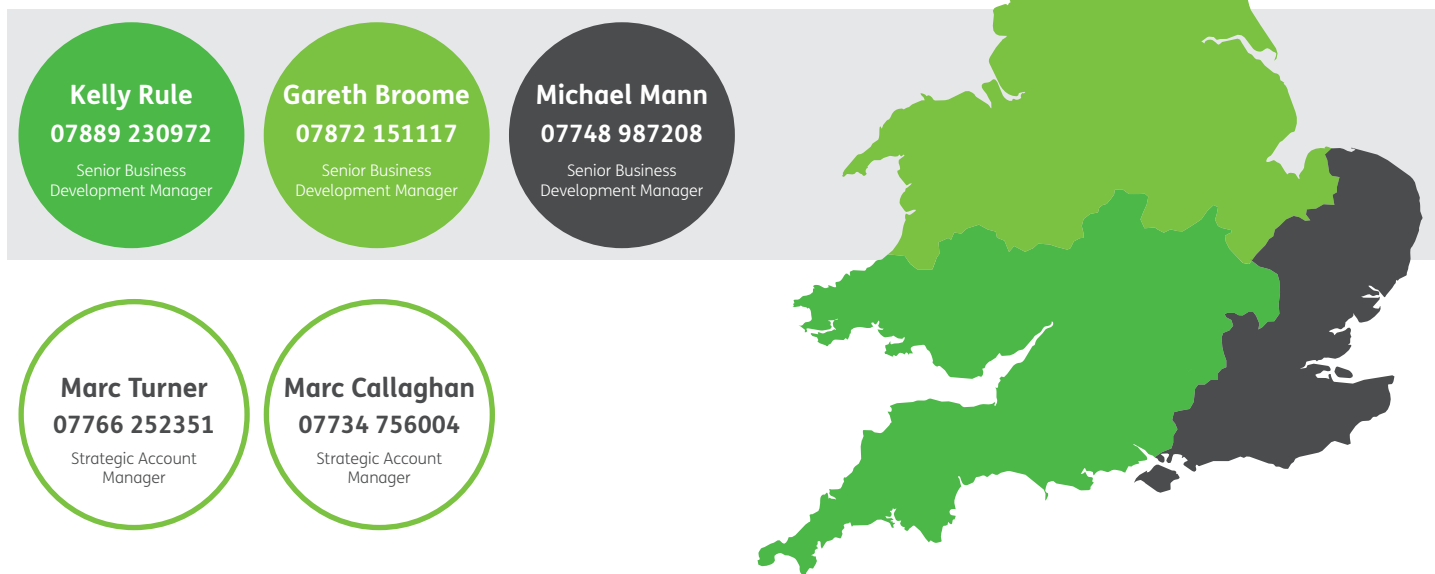 Kelly Rule
07889 230972
Senior Business
Development Manager
Gareth Broome
07872 151117
Senior Business
Development Manager
Michael Mann
07748 987208
Senior Business
Development Manager
Marc Turner
07766 252351
Strategic Account
Manager
Marc Callaghan
07734 756004
Strategic Account
Manager